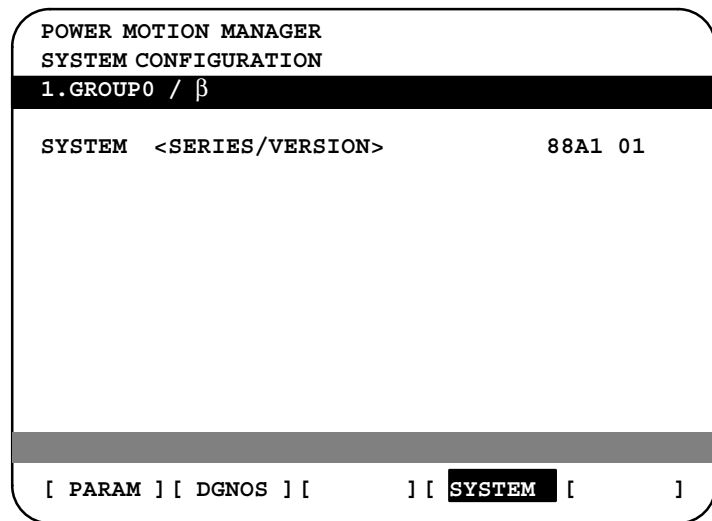 POWER MOTION MANAGER
SYSTEM CONFIGURATION
1.GROUP0 / β
SYSTEM <SERIES/VERSION> 88A1 01
[ PARAM ] [ DGNOS ] [ ] [ SYSTEM [ ]